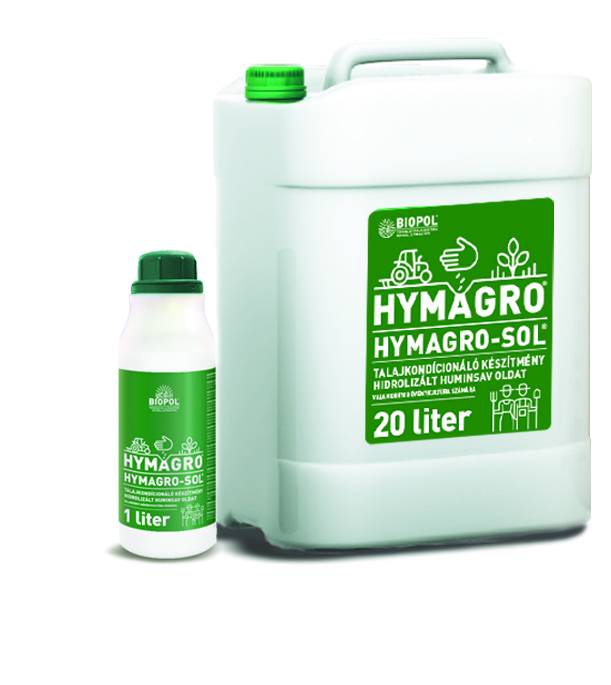 BIOPOL®
HYMAGRO®
HYMAGRO-SOL®
TALAJKONDÍCIONÁLÓ KÉSZÍTMÉNY
HIDROLIZÁLT HUMINSAV OLDAT
20 liter
BIOPOL
HYMAGRO®
HYMAGRO-SOL®
TALAJKONDÍCIONÁLÓ KÉSZÍTMÉNY
HIDROLIZÁLT HUMINSAV OLDAT
1 liter